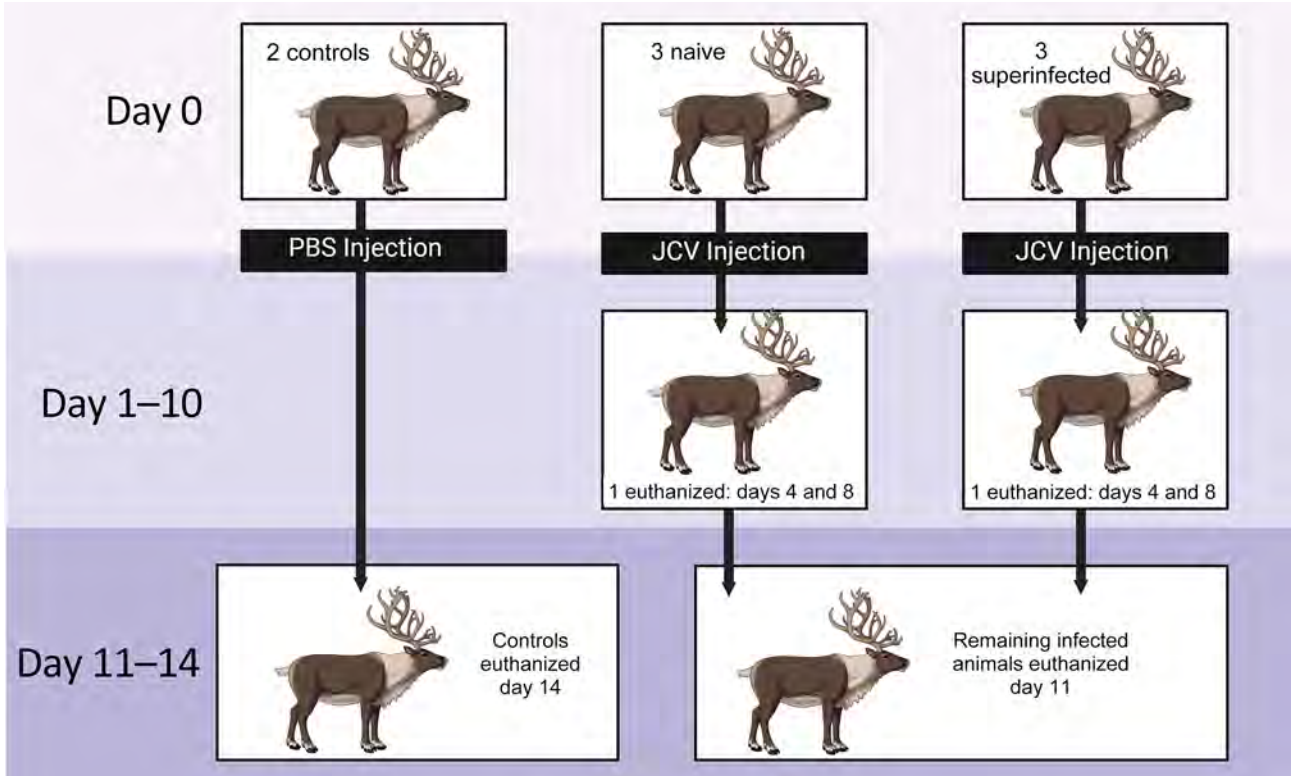 Day 0
2 controls
3 naive
3
superinfected
PBS Injection
JCV Injection
JCV Injection
Day 1–10
1 euthanized: days 4 and 8
1 euthanized: days 4 and 8
Day 11–14
Controls
euthanized
day 14
Remaining infected
animals euthanized
day 11